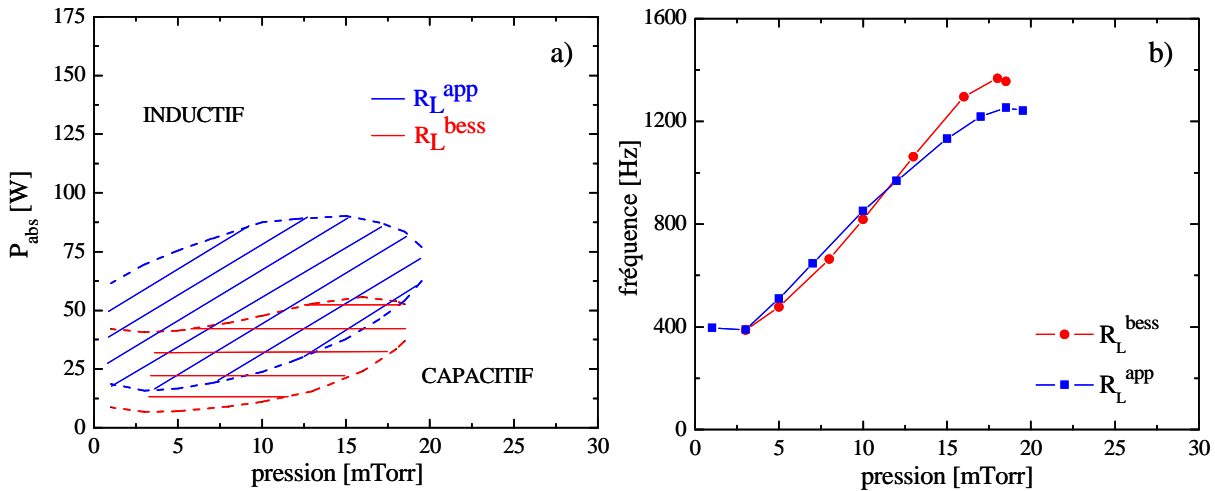 a)
INDUCTIF
R_L^app
R_L^bess
CAPACITIF
P_abs [W]
175
150
125
100
75
50
25
0
0 5 10 15 20 25 30
pression [mTorr]
b)
fréquence [Hz]
1600
1200
800
400
0
R_L^bess
R_L^app
0 5 10 15 20 25 30
pression [mTorr]